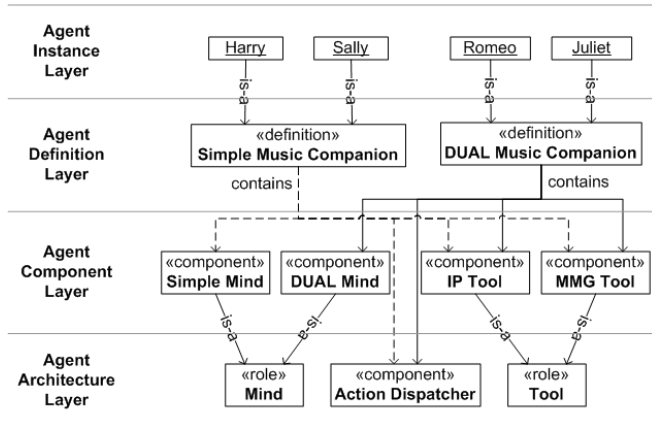 Agent
Instance
Layer
Harry
Sally
Romeo
Juliet
is-a
is-a
is-a
is-a
Agent
Definition
Layer
«definition»
Simple Music Companion
«definition»
DUAL Music Companion
contains
contains
Agent
Component
Layer
«component»
Simple Mind
«component»
DUAL Mind
«component»
IP Tool
«component»
MMG Tool
is-a
is-a
is-a
is-a
Agent
Architecture
Layer
«role»
Mind
«component»
Action Dispatcher
«role»
Tool